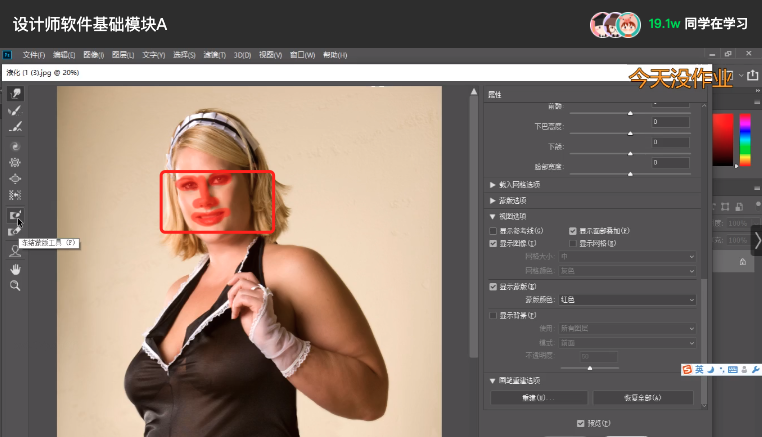 设计师软件基础模块A
19.1w 同学在学习
文件(F) 编辑(E) 图像(I) 图层(L) 文字(Y) 选择(S) 滤镜(T) 3D(D) 视图(V) 窗口(W) 帮助(H)
液化 (1 (3).jpg @ 20%)
今天没作业
属性
前额:
下巴高度: 0
下颌: 0
脸部宽度: 0
载入网格选项
蒙版选项
视图选项
显示参考线(G) 显示面部叠加(F)
显示图像(I) 显示网格(M)
网格大小: 中
网格颜色: 灰色
显示蒙版(K)
蒙版颜色: 红色
冻结蒙版工具 (F)
显示背景(P)
使用: 所有图层
模式: 前面
不透明度 50
画笔重建选项
重建(N)... 恢复全部(A)
预览(P)
英